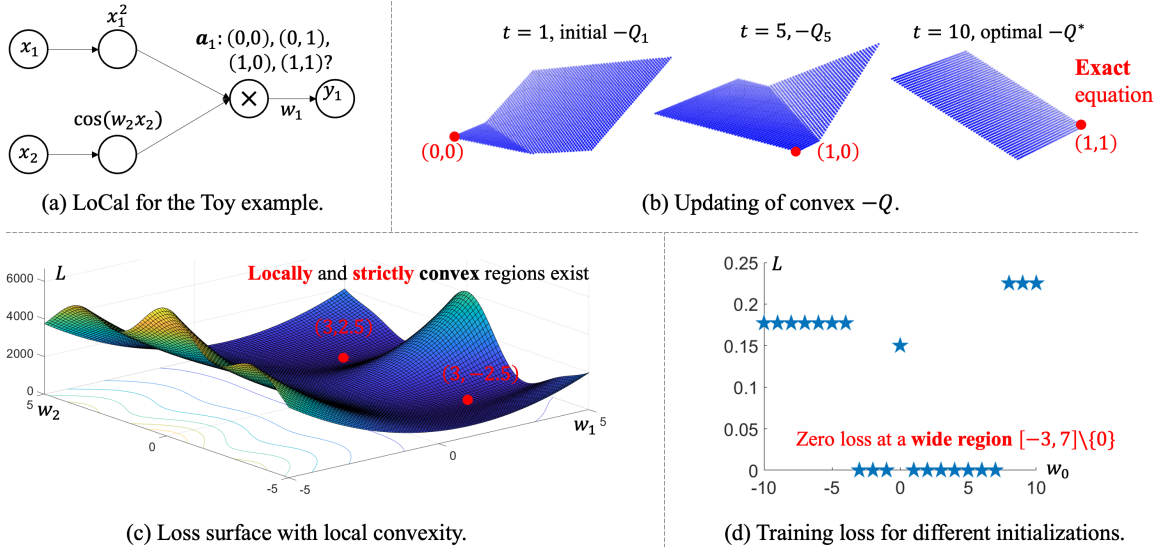 x₁
x₁²
a₁: (0,0), (0, 1),
(1,0), (1,1)?
×
w₁
y₁
cos(w₂x₂)
x₂
(a) LoCal for the Toy example.
t = 1, initial −Q₁
t = 5, −Q₅
t = 10, optimal −Q*
(0,0)
(1,0)
Exact
equation
(1,1)
(b) Updating of convex −Q.
L
Locally and strictly convex regions exist
6000
4000
2000
0
(3,2.5)
(3,−2.5)
5
w₂
0
-5
-5
0
w₁
5
(c) Loss surface with local convexity.
L
0.25
0.2
0.15
0.1
0.05
0
Zero loss at a wide region [−3, 7]\{0}
w₀
-10
-5
0
5
10
(d) Training loss for different initializations.